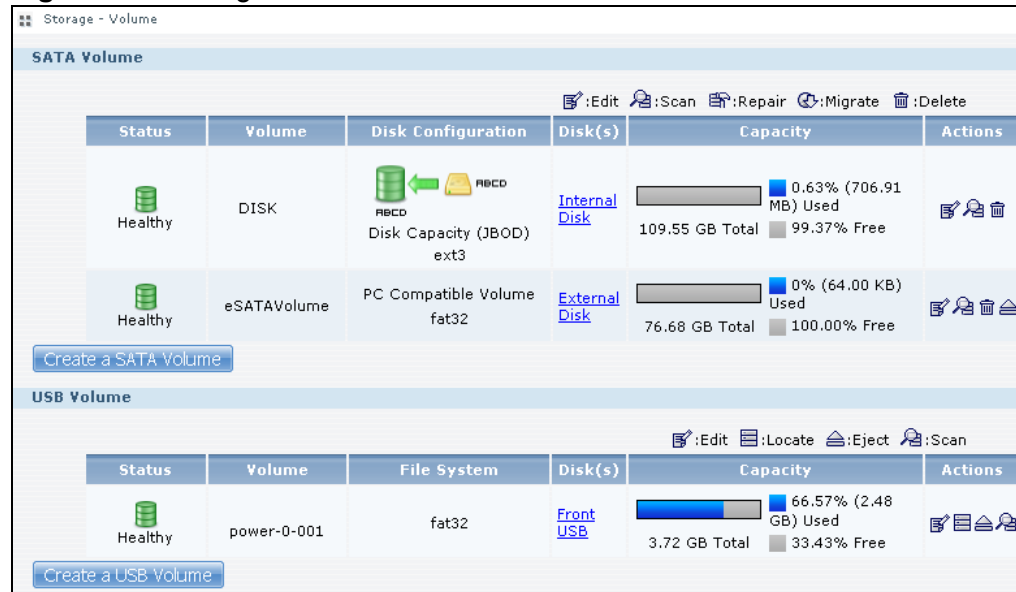 Storage - Volume
SATA Volume
:Edit :Scan :Repair :Migrate :Delete
Status Volume Disk Configuration Disk(s) Capacity Actions
Healthy
DISK
ABCD
ABCD
Disk Capacity (JBOD)
ext3
Internal
Disk
109.55 GB Total
0.63% (706.91
MB) Used
99.37% Free
Healthy
eSATAVolume
PC Compatible Volume
fat32
External
Disk
76.68 GB Total
0% (64.00 KB)
Used
100.00% Free
Create a SATA Volume
USB Volume
:Edit :Locate :Eject :Scan
Status Volume File System Disk(s) Capacity Actions
Healthy
power-0-001
fat32
Front
USB
3.72 GB Total
66.57% (2.48
GB) Used
33.43% Free
Create a USB Volume